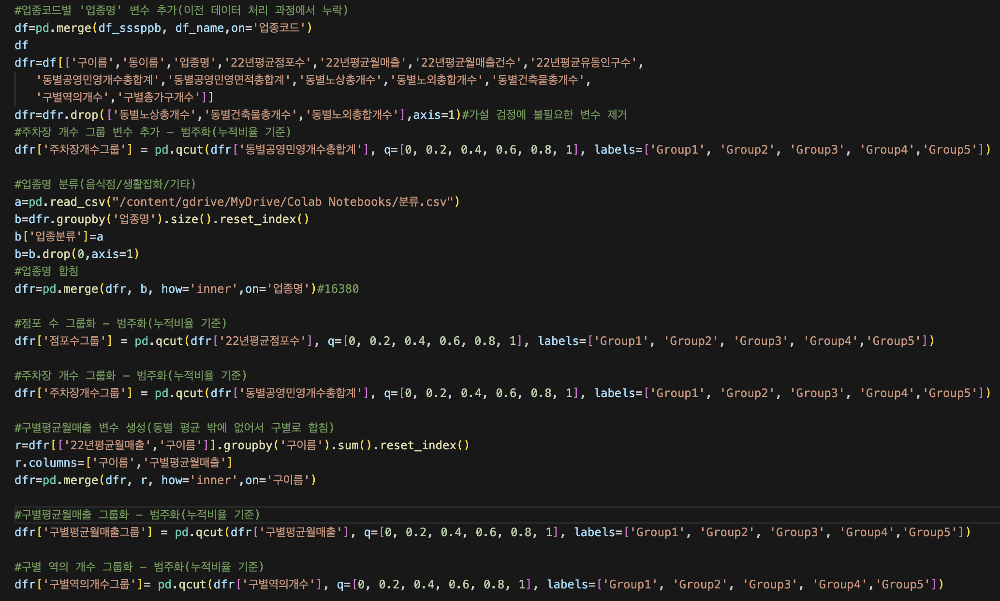 #업종코드별 '업종명' 변수 추가(이전 데이터 처리 과정에서 누락)
df=pd.merge(df_sssppb, df_name,on='업종코드')
df
dfr=df[['구이름','동이름','업종명','22년평균점포수','22년평균월매출','22년평균월매출건수','22년평균유동인구수',
'동별공영민영개수총합계','동별공영민영면적총합계','동별노상총개수','동별노외총합개수','동별건축물총개수',
'구별역의개수','구별총가구개수']]
dfr=dfr.drop(['동별노상총개수','동별건축물총개수','동별노외총합개수'],axis=1)#가설 검정에 불필요한 변수 제거
#주차장 개수 그룹 변수 추가 – 범주화(누적비율 기준)
dfr['주차장개수그룹'] = pd.qcut(dfr['동별공영민영개수총합계'], q=[0, 0.2, 0.4, 0.6, 0.8, 1], labels=['Group1', 'Group2', 'Group3', 'Group4','Group5'])
#업종명 분류(음식점/생활잡화/기타)
a=pd.read_csv("/content/gdrive/MyDrive/Colab Notebooks/분류.csv")
b=dfr.groupby('업종명').size().reset_index()
b['업종분류']=a
b=b.drop(0,axis=1)
#업종명 합침
dfr=pd.merge(dfr, b, how='inner',on='업종명')#16380
#점포 수 그룹화 – 범주화(누적비율 기준)
dfr['점포수그룹'] = pd.qcut(dfr['22년평균점포수'], q=[0, 0.2, 0.4, 0.6, 0.8, 1], labels=['Group1', 'Group2', 'Group3', 'Group4','Group5'])
#주차장 개수 그룹화 – 범주화(누적비율 기준)
dfr['주차장개수그룹'] = pd.qcut(dfr['동별공영민영개수총합계'], q=[0, 0.2, 0.4, 0.6, 0.8, 1], labels=['Group1', 'Group2', 'Group3', 'Group4','Group5'])
#구별평균월매출 변수 생성(동별 평균 밖에 없어서 구별로 합침)
r=dfr[['22년평균월매출','구이름']].groupby('구이름').sum().reset_index()
r.columns=['구이름','구별평균월매출']
dfr=pd.merge(dfr, r, how='inner',on='구이름')
#구별평균월매출 그룹화 – 범주화(누적비율 기준)
dfr['구별평균월매출그룹'] = pd.qcut(dfr['구별평균월매출'], q=[0, 0.2, 0.4, 0.6, 0.8, 1], labels=['Group1', 'Group2', 'Group3', 'Group4','Group5'])
#구별 역의 개수 그룹화 – 범주화(누적비율 기준)
dfr['구별역의개수그룹']= pd.qcut(dfr['구별역의개수'], q=[0, 0.2, 0.4, 0.6, 0.8, 1], labels=['Group1', 'Group2', 'Group3', 'Group4','Group5'])